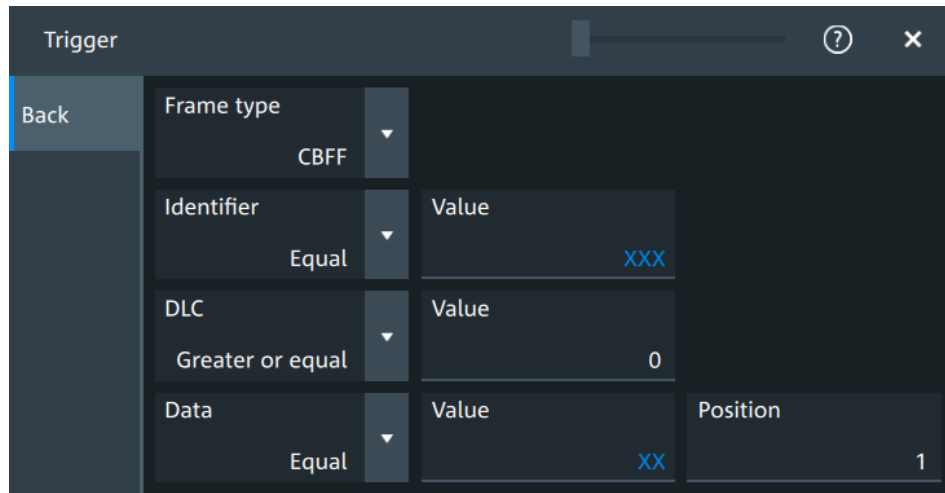 Trigger
?
Back
Frame type
CBFF
Identifier
Equal
Value
XXX
DLC
Greater or equal
Value
0
Data
Equal
Value
XX
Position
1